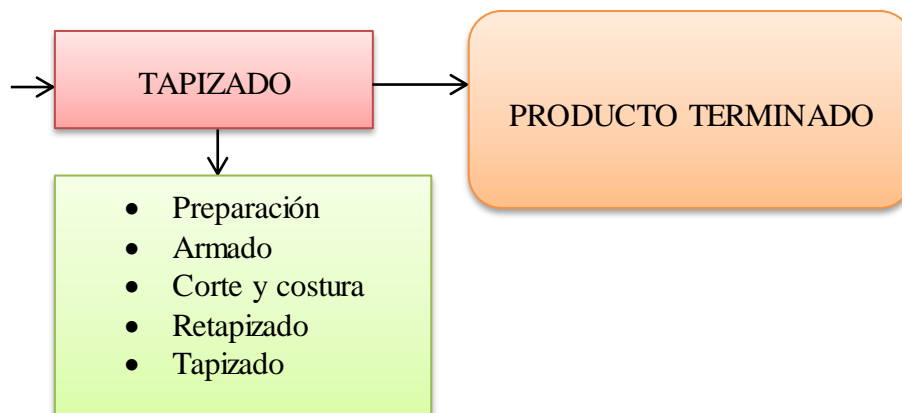 TAPIZADO
PRODUCTO TERMINADO
• Preparación
• Armado
• Corte y costura
• Retapizado
• Tapizado